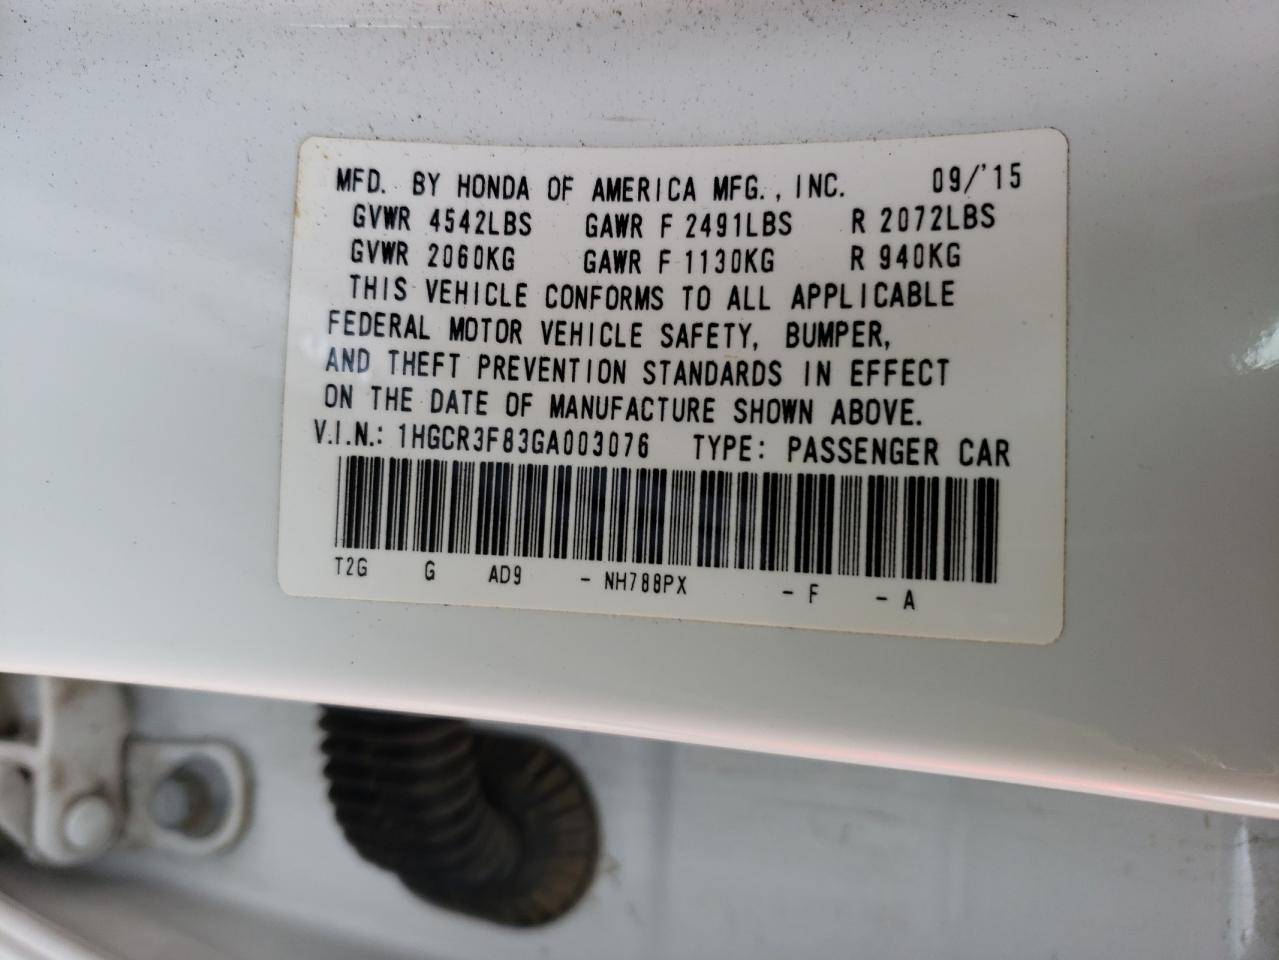 MFD. BY HONDA OF AMERICA MFG., INC. 09/'15
GVWR 4542LBS GAWR F 2491LBS R 2072LBS
GVWR 2060KG GAWR F 1130KG R 940KG
THIS VEHICLE CONFORMS TO ALL APPLICABLE
FEDERAL MOTOR VEHICLE SAFETY, BUMPER,
AND THEFT PREVENTION STANDARDS IN EFFECT
ON THE DATE OF MANUFACTURE SHOWN ABOVE.
V.I.N.: 1HGCR3F83GA003076 TYPE: PASSENGER CAR
T2G G AD9 - NH788PX - F - A